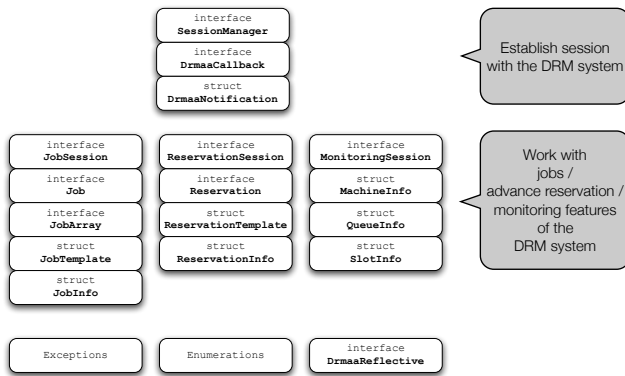 interface
SessionManager
interface
DrmaaCallback
struct
DrmaaNotification
Establish session
with the DRM system
interface
JobSession
interface
Job
interface
JobArray
struct
JobTemplate
struct
JobInfo
interface
ReservationSession
interface
Reservation
struct
ReservationTemplate
struct
ReservationInfo
interface
MonitoringSession
struct
MachineInfo
struct
QueueInfo
struct
SlotInfo
Work with
jobs /
advance reservation /
monitoring features
of the
DRM system
Exceptions
Enumerations
interface
DrmaaReflective